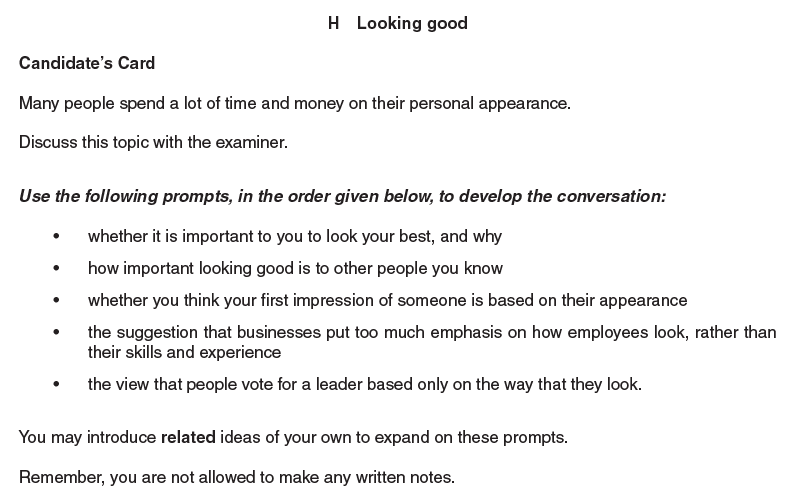 H Looking good
Candidate’s Card
Many people spend a lot of time and money on their personal appearance.
Discuss this topic with the examiner.
Use the following prompts, in the order given below, to develop the conversation:
• whether it is important to you to look your best, and why
• how important looking good is to other people you know
• whether you think your first impression of someone is based on their appearance
• the suggestion that businesses put too much emphasis on how employees look, rather than
their skills and experience
• the view that people vote for a leader based only on the way that they look.
You may introduce related ideas of your own to expand on these prompts.
Remember, you are not allowed to make any written notes.